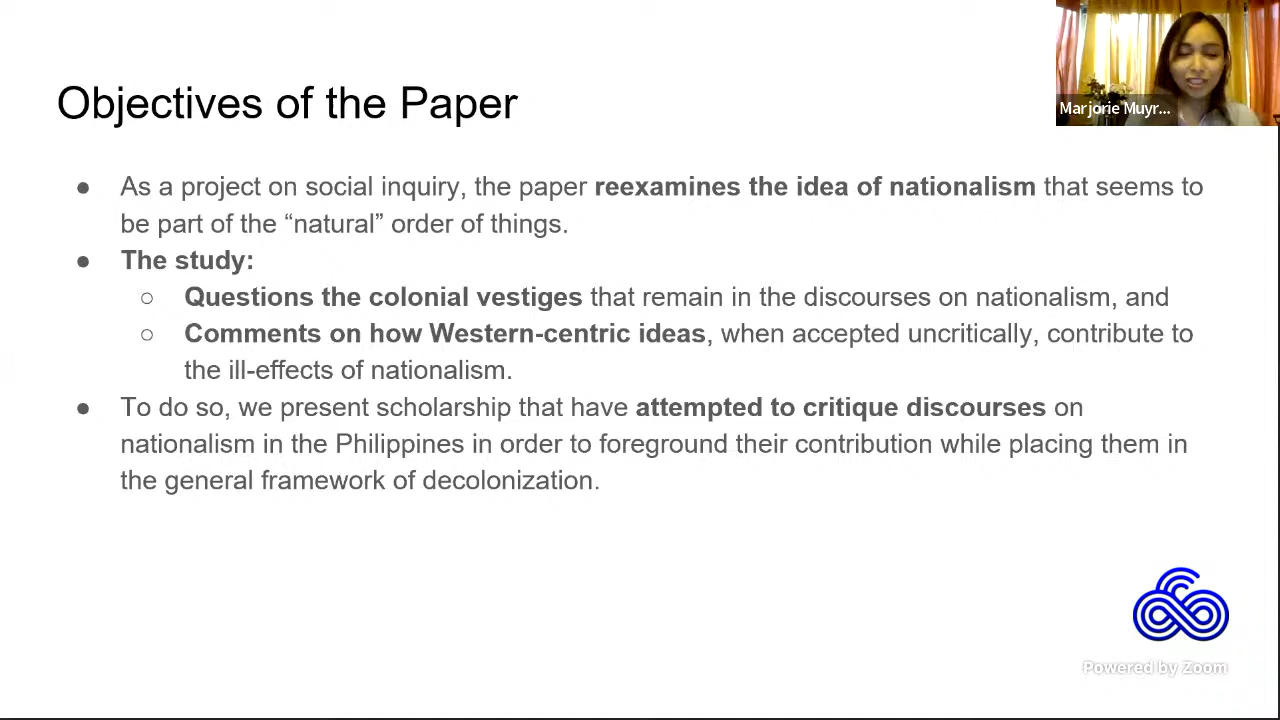 Objectives of the Paper
Marjorie Muyr...
● As a project on social inquiry, the paper reexamines the idea of nationalism that seems to
be part of the “natural” order of things.
● The study:
○ Questions the colonial vestiges that remain in the discourses on nationalism, and
○ Comments on how Western-centric ideas, when accepted uncritically, contribute to
the ill-effects of nationalism.
● To do so, we present scholarship that have attempted to critique discourses on
nationalism in the Philippines in order to foreground their contribution while placing them in
the general framework of decolonization.
Powered by Zoom